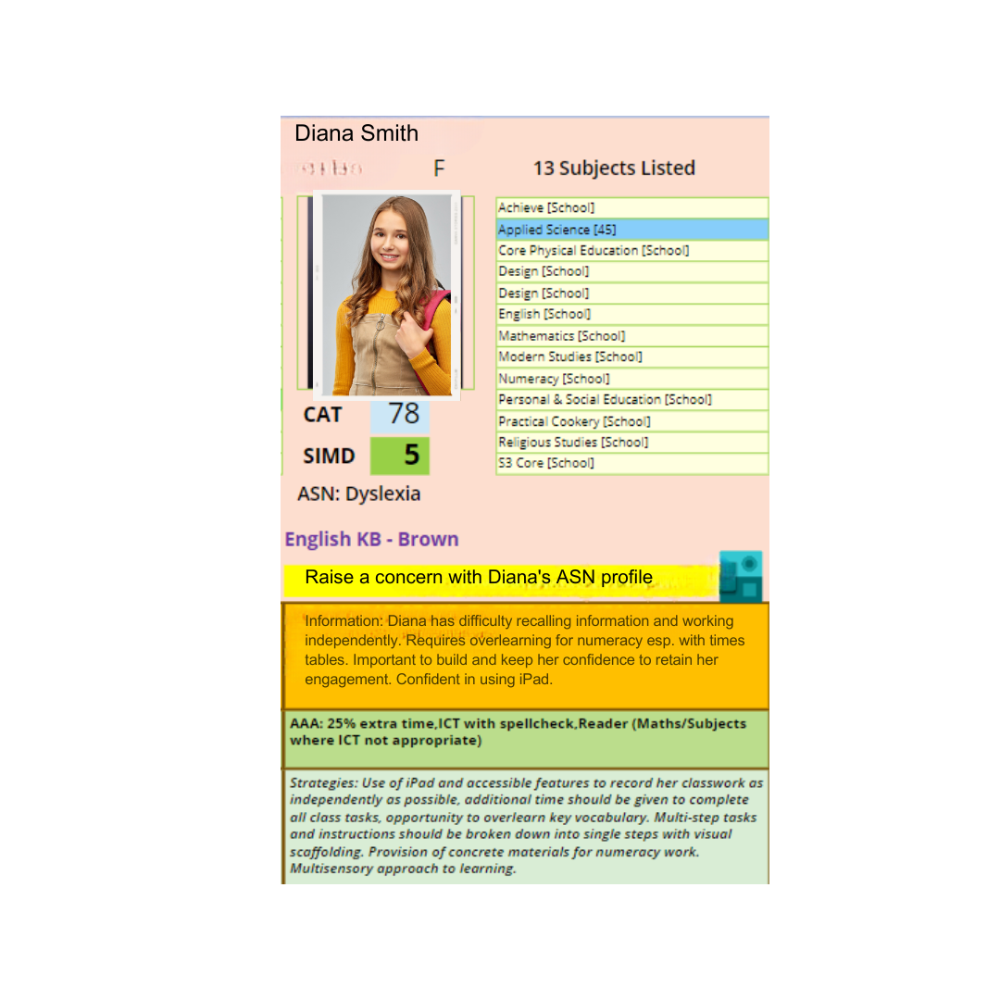 Diana Smith
F
13 Subjects Listed
Achieve [School]
Applied Science [45]
Core Physical Education [School]
Design [School]
Design [School]
English [School]
Mathematics [School]
Modern Studies [School]
Numeracy [School]
Personal & Social Education [School]
Practical Cookery [School]
Religious Studies [School]
S3 Core [School]
CAT 78
SIMD 5
ASN: Dyslexia
English KB - Brown
Raise a concern with Diana's ASN profile
Information: Diana has difficulty recalling information and working
independently. Requires overlearning for numeracy esp. with times
tables. Important to build and keep her confidence to retain her
engagement. Confident in using iPad.
AAA: 25% extra time,ICT with spellcheck,Reader (Maths/Subjects
where ICT not appropriate)
Strategies: Use of iPad and accessible features to record her classwork as
independently as possible, additional time should be given to complete
all class tasks, opportunity to overlearn key vocabulary. Multi-step tasks
and instructions should be broken down into single steps with visual
scaffolding. Provision of concrete materials for numeracy work.
Multisensory approach to learning.